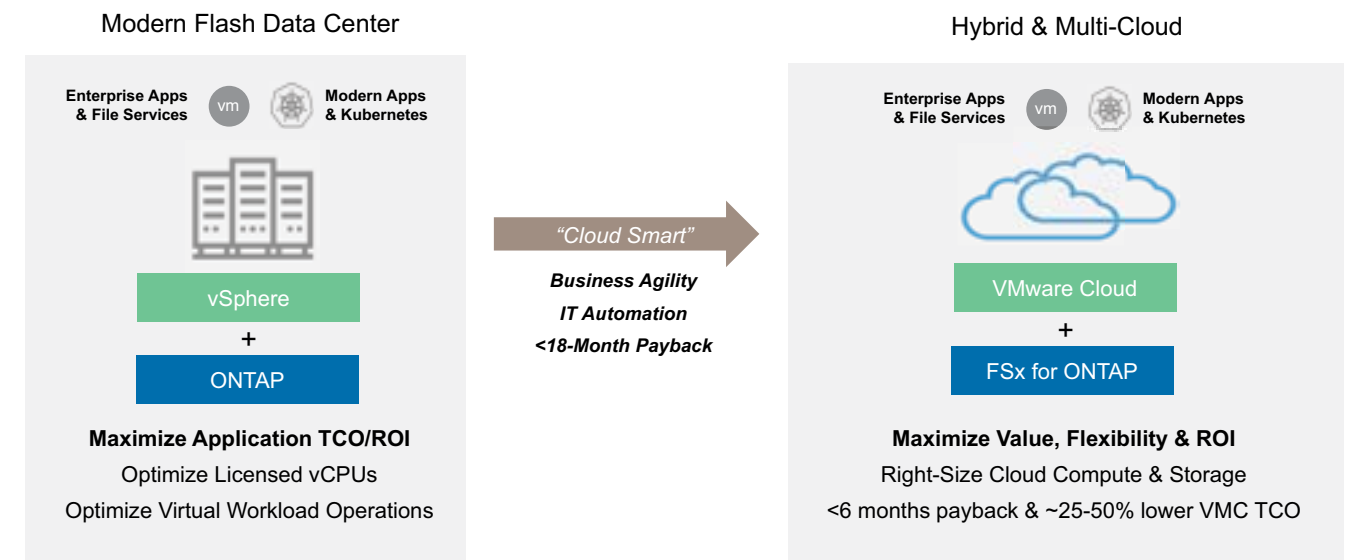 Modern Flash Data Center
Enterprise Apps
& File Services
vm
Modern Apps
& Kubernetes
vSphere
+
ONTAP
Maximize Application TCO/ROI
Optimize Licensed vCPUs
Optimize Virtual Workload Operations
“Cloud Smart”
Business Agility
IT Automation
<18-Month Payback
Hybrid & Multi-Cloud
Enterprise Apps
& File Services
vm
Modern Apps
& Kubernetes
VMware Cloud
+
FSx for ONTAP
Maximize Value, Flexibility & ROI
Right-Size Cloud Compute & Storage
<6 months payback & ~25-50% lower VMC TCO